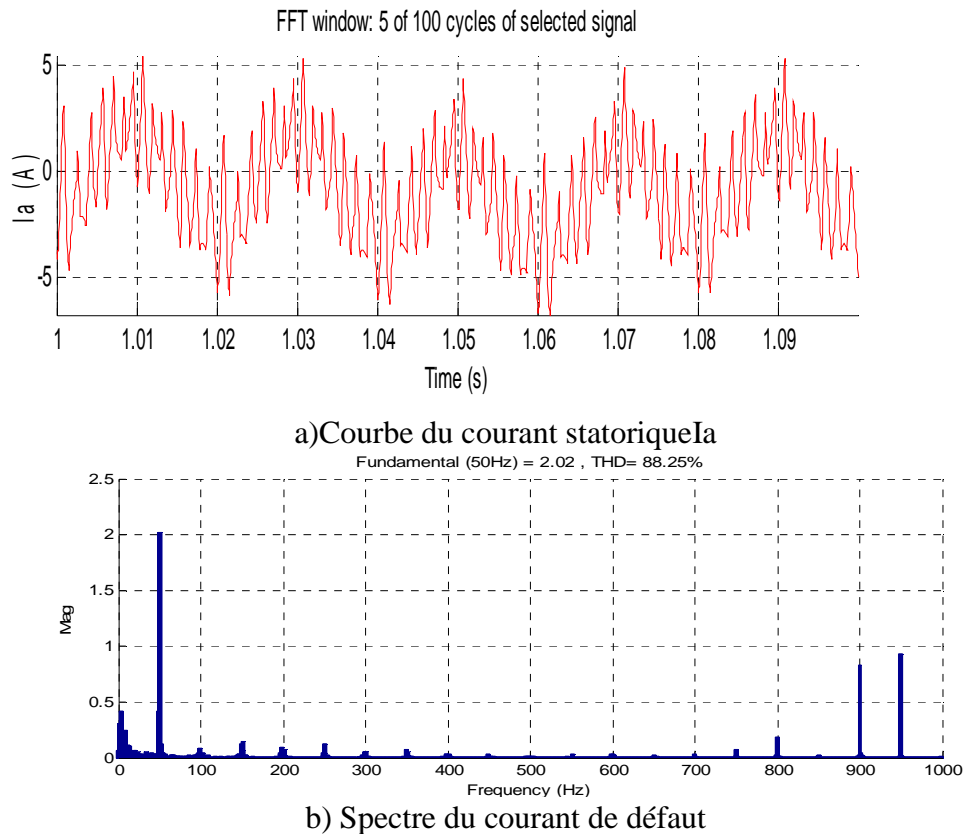 FFT window: 5 of 100 cycles of selected signal
5
0
-5
Ia (A)
1 1.01 1.02 1.03 1.04 1.05 1.06 1.07 1.08 1.09
Time (s)
a)Courbe du courant statoriqueIa
Fundamental (50Hz) = 2.02 , THD= 88.25%
2.5
2
1.5
1
0.5
0
Mag
0 100 200 300 400 500 600 700 800 900 1000
Frequency (Hz)
b) Spectre du courant de défaut